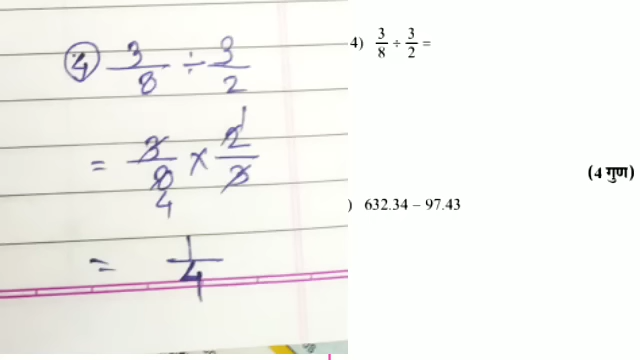 4) 3/8 ÷ 3/2
= 3/8 × 2/3
1
4
= 1/4
4) 3/8 ÷ 3/2 =
(4 गुण)
) 632.34 – 97.43